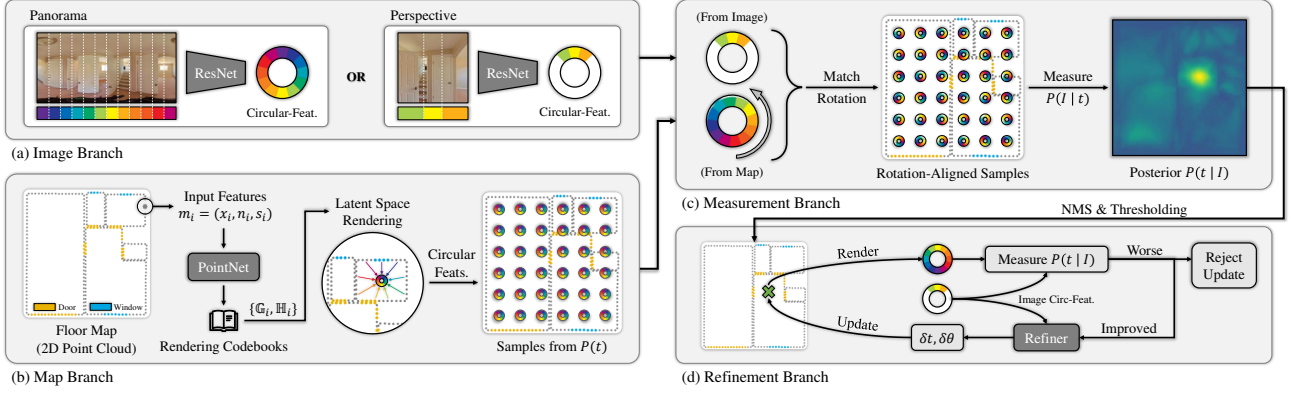 Panorama
ResNet
Circular-Feat.
OR
Perspective
ResNet
Circular-Feat.
(a) Image Branch
Floor Map
(2D Point Cloud)
Door
Window
Input Features
m_i = (x_i, n_i, s_i)
PointNet
{𝔾_i, ℍ_i}
Rendering Codebooks
Latent Space
Rendering
Circular
Feats.
Samples from P(t)
(b) Map Branch
(From Image)
(From Map)
Match
Rotation
Rotation-Aligned Samples
Measure
P(I | t)
Posterior P(t | I)
(c) Measurement Branch
NMS & Thresholding
Render
Measure P(t | I)
Worse
Reject
Update
Image Circ-Feat.
Update
δt, δθ
Refiner
Improved
(d) Refinement Branch